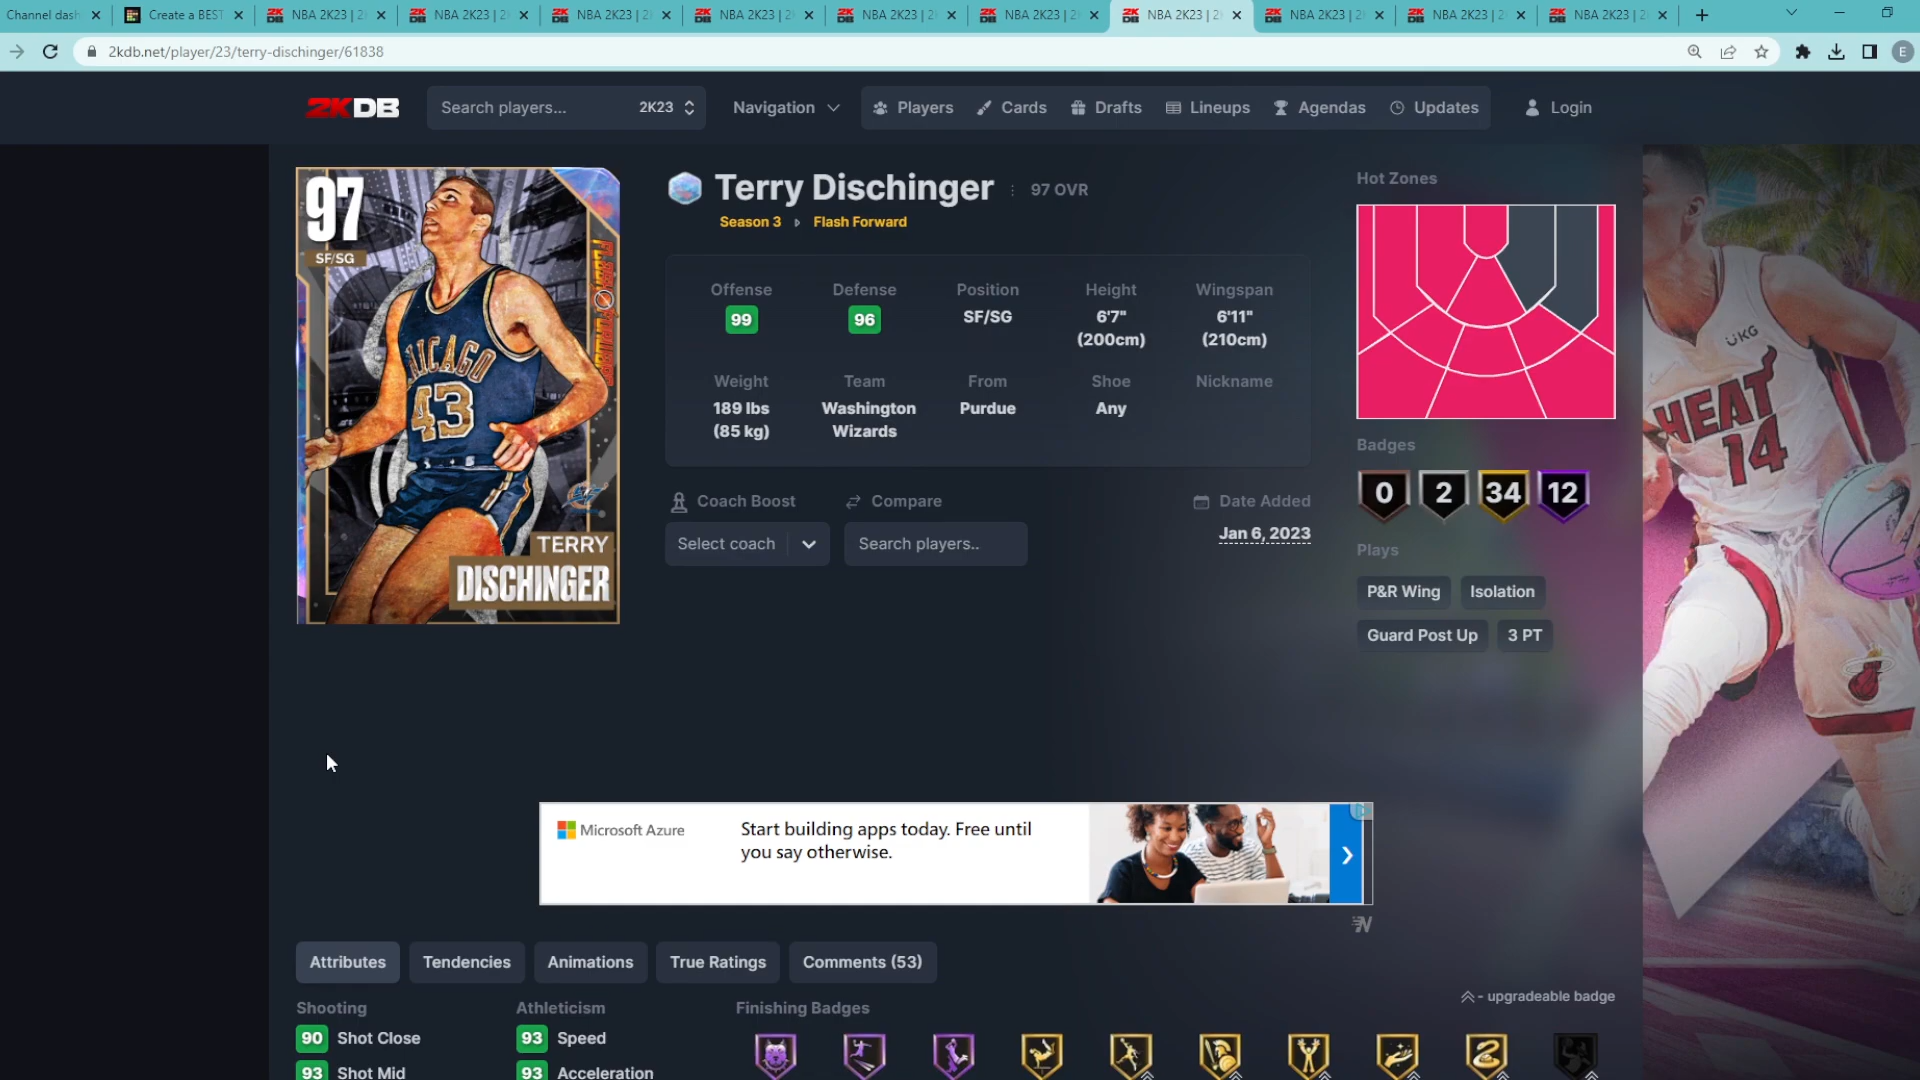 Channel dash
Create a BEST
NBA 2K23 | 2
NBA 2K23 | 2
NBA 2K23 | 2
NBA 2K23 | 2
NBA 2K23 | 2
NBA 2K23 | 2
NBA 2K23 | 2
NBA 2K23 | 2
NBA 2K23 | 2
NBA 2K23 | 2
2kdb.net/player/23/terry-dischinger/61838
E
2KDB
Search players...
2K23
Navigation
Players
Cards
Drafts
Lineups
Agendas
Updates
Login
97
SF/SG
FLASH FORWARD
CHICAGO
43
TERRY
DISCHINGER
Terry Dischinger
97 OVR
Season 3
Flash Forward
Offense
99
Defense
96
Position
SF/SG
Height
6'7"
(200cm)
Wingspan
6'11"
(210cm)
Weight
189 lbs
(85 kg)
Team
Washington
Wizards
From
Purdue
Shoe
Any
Nickname
Coach Boost
Select coach
Compare
Search players..
Date Added
Jan 6, 2023
Hot Zones
Badges
0
2
34
12
Plays
P&R Wing
Isolation
Guard Post Up
3 PT
UKG
HEAT
14
Microsoft Azure
Start building apps today. Free until
you say otherwise.
Attributes
Tendencies
Animations
True Ratings
Comments (53)
- upgradeable badge
Shooting
90 Shot Close
93 Shot Mid
Athleticism
93 Speed
93 Acceleration
Finishing Badges